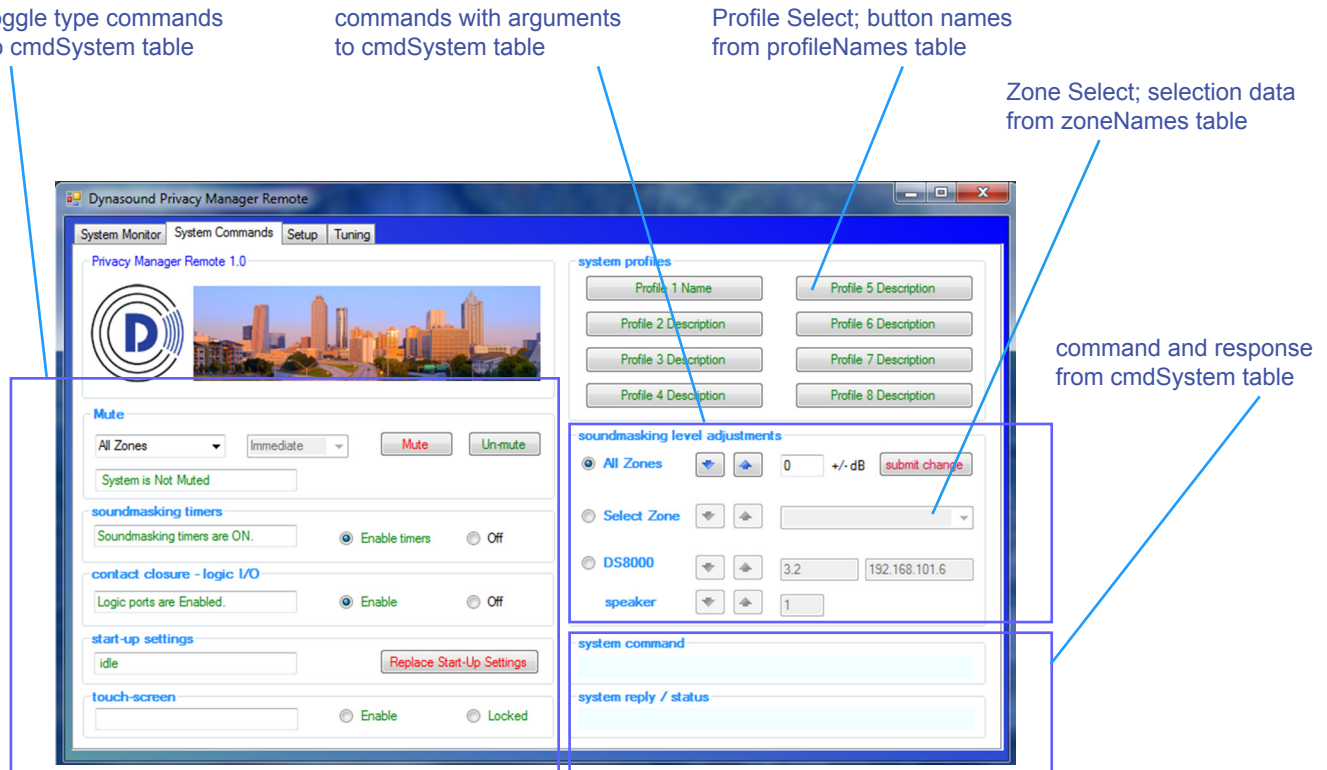 oggle type commands
o cmdSystem table
commands with arguments
to cmdSystem table
Profile Select; button names
from profileNames table
Zone Select; selection data
from zoneNames table
command and response
from cmdSystem table
Dynasound Privacy Manager Remote
System Monitor System Commands Setup Tuning
Privacy Manager Remote 1.0
D
Mute
All Zones Immediate Mute Un-mute
System is Not Muted
soundmasking timers
Soundmasking timers are ON. Enable timers Off
contact closure - logic I/O
Logic ports are Enabled. Enable Off
start-up settings
idle Replace Start-Up Settings
touch-screen
Enable Locked
system profiles
Profile 1 Name Profile 5 Description
Profile 2 Description Profile 6 Description
Profile 3 Description Profile 7 Description
Profile 4 Description Profile 8 Description
soundmasking level adjustments
All Zones 0 +/- dB submit change
Select Zone
DS8000 3.2 192.168.101.6
speaker 1
system command
system reply / status